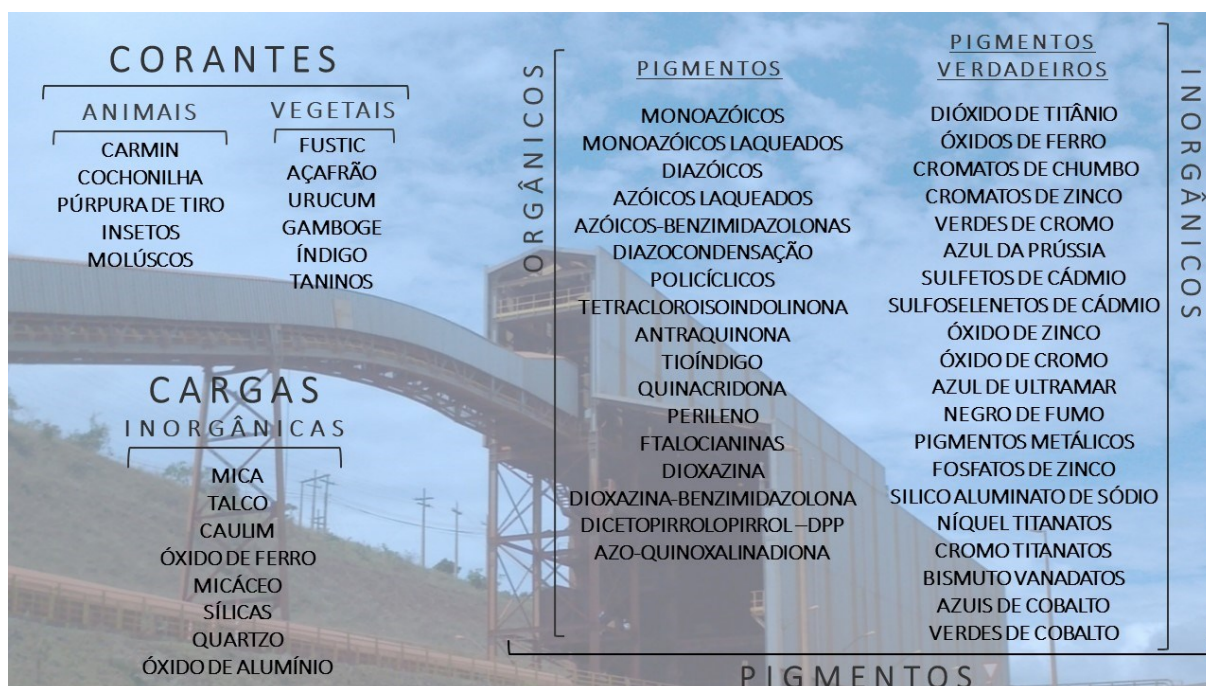 CORANTES
ANIMAIS
CARMIN
COCHONILHA
PÚRPURA DE TIRO
INSETOS
MOLÚSCOS
VEGETAIS
FUSTIC
AÇAFRÃO
URUCUM
GAMBOGE
ÍNDIGO
TANINOS
CARGAS
INORGÂNICAS
MICA
TALCO
CAULIM
ÓXIDO DE FERRO
MICÁCEO
SÍLICAS
QUARTZO
ÓXIDO DE ALUMÍNIO
ORGÂNICOS
PIGMENTOS
MONOAZÓICOS
MONOAZÓICOS LAQUEADOS
DIAZÓICOS
AZÓICOS LAQUEADOS
AZÓICOS-BENZIMIDAZOLONAS
DIAZOCONDENSAÇÃO
POLICÍCLICOS
TETRACLOROISOINDOLINONA
ANTRAQUINONA
TIOÍNDIGO
QUINACRIDONA
PERILENO
FTALOCIANINAS
DIOXAZINA
DIOXAZINA-BENZIMIDAZOLONA
DICETOPIRROLOPIRROL –DPP
AZO-QUINOXALINADIONA
PIGMENTOS
VERDADEIROS
DIÓXIDO DE TITÂNIO
ÓXIDOS DE FERRO
CROMATOS DE CHUMBO
CROMATOS DE ZINCO
VERDES DE CROMO
AZUL DA PRÚSSIA
SULFETOS DE CÁDMIO
SULFOSELENETOS DE CÁDMIO
ÓXIDO DE ZINCO
ÓXIDO DE CROMO
AZUL DE ULTRAMAR
NEGRO DE FUMO
PIGMENTOS METÁLICOS
FOSFATOS DE ZINCO
SILICO ALUMINATO DE SÓDIO
NÍQUEL TITANATOS
CROMO TITANATOS
BISMUTO VANADATOS
AZUIS DE COBALTO
VERDES DE COBALTO
INORGÂNICOS
PIGMENTOS